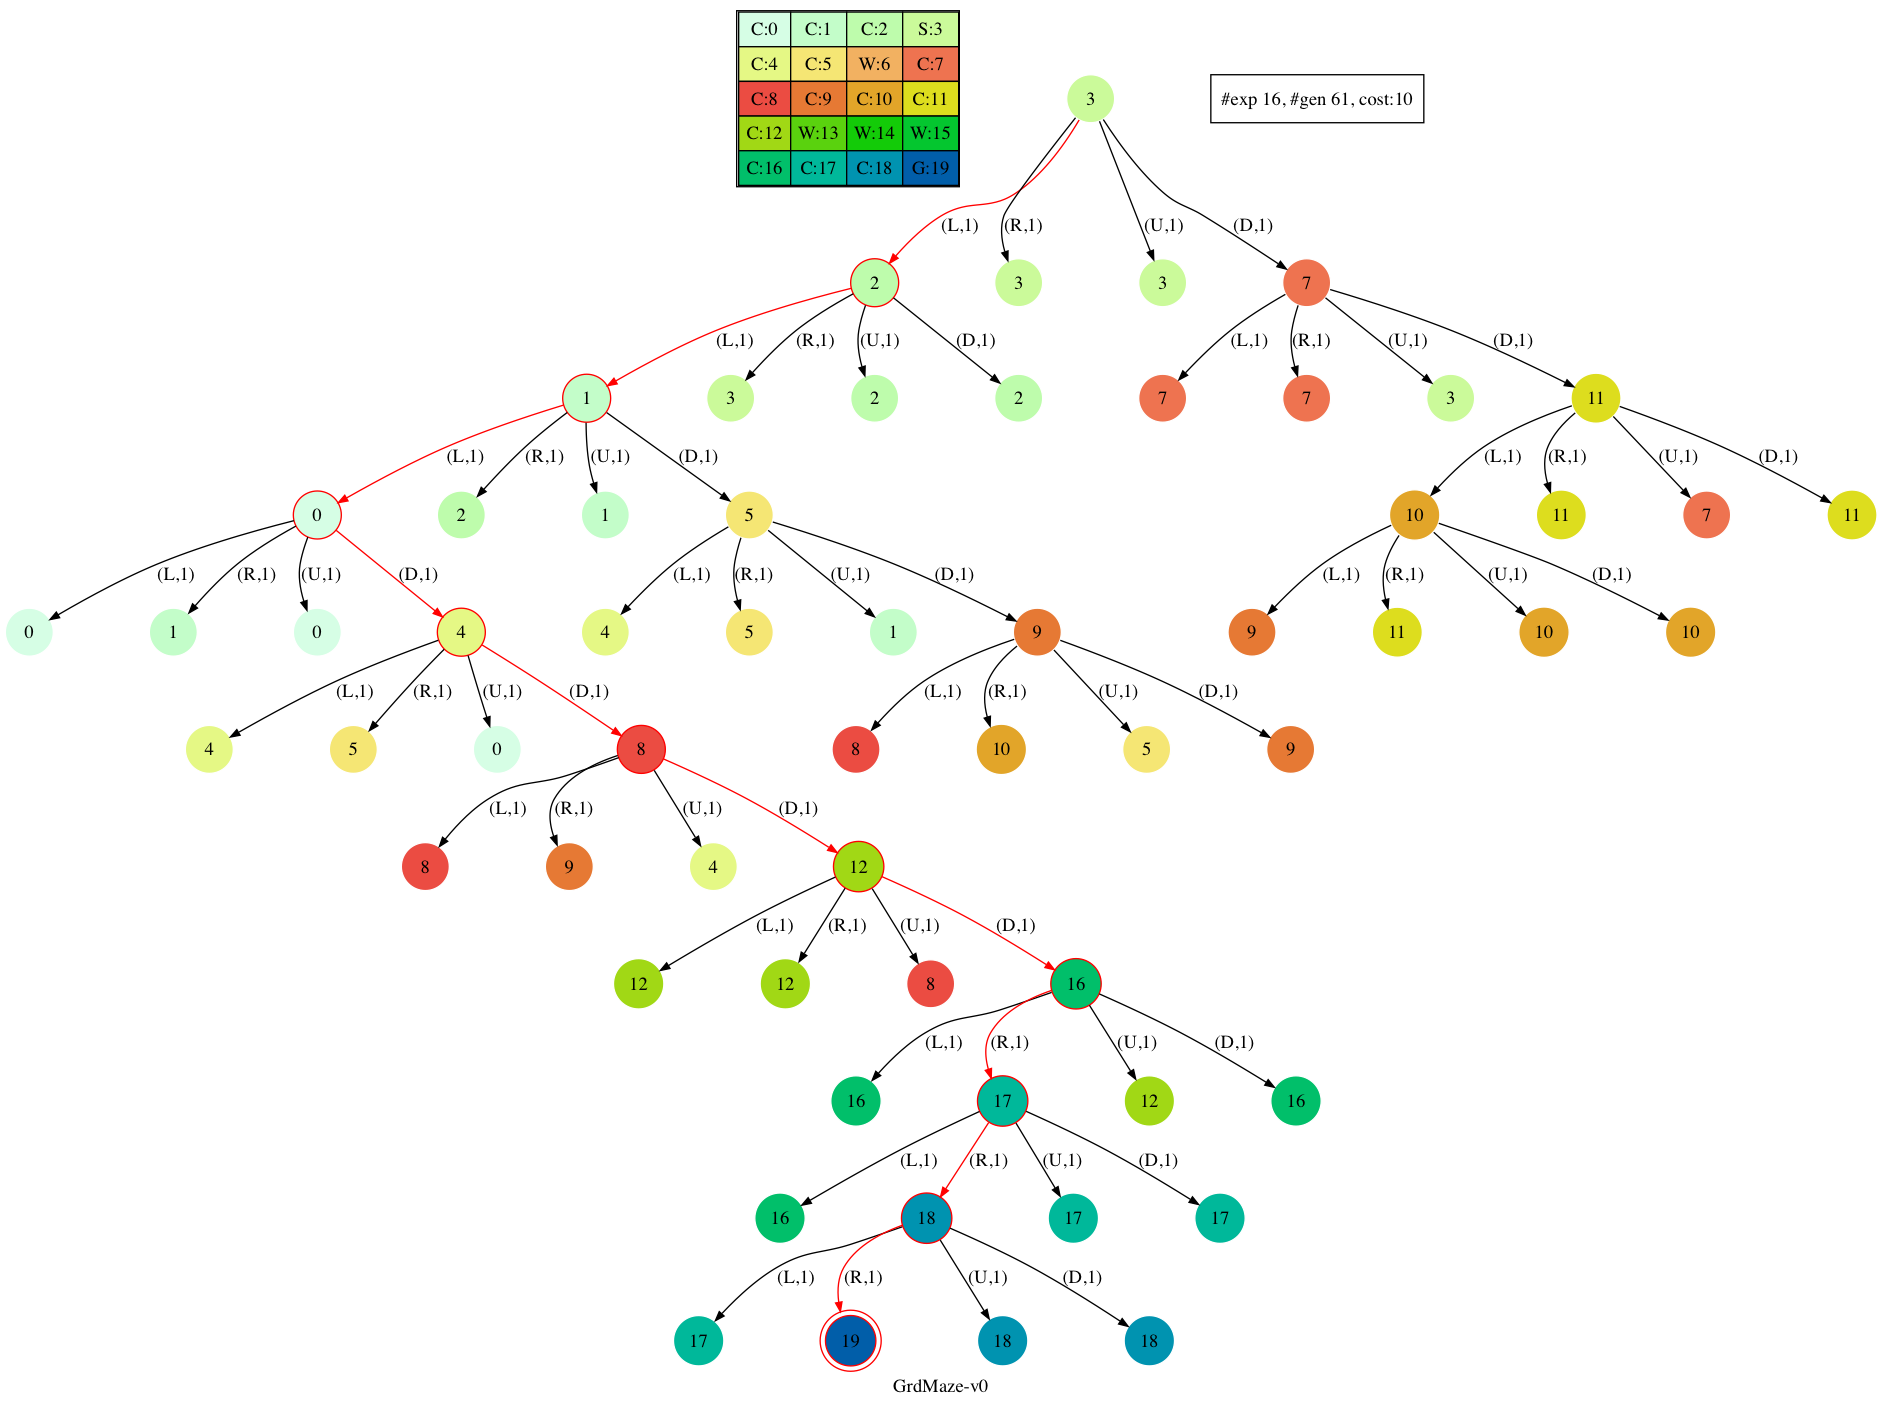 C:0 C:1 C:2 S:3
C:4 C:5 W:6 C:7
C:8 C:9 C:10 C:11
C:12 W:13 W:14 W:15
C:16 C:17 C:18 G:19
3
#exp 16, #gen 61, cost:10
(L,1) (R,1) (U,1) (D,1)
2 3 3 7
(L,1) (R,1) (U,1) (D,1) (L,1) (R,1) (U,1) (D,1)
1 3 2 2 7 7 3 11
(L,1) (R,1) (U,1) (D,1) (L,1) (R,1) (U,1) (D,1)
0 2 1 5 10 11 7 11
(L,1) (R,1) (U,1) (D,1) (L,1) (R,1) (U,1) (D,1) (L,1) (R,1) (U,1) (D,1)
0 1 0 4 4 5 1 9 9 11 10 10
(L,1) (R,1) (U,1) (D,1) (L,1) (R,1) (U,1) (D,1)
4 5 0 8 8 10 5 9
(L,1) (R,1) (U,1) (D,1)
8 9 4 12
(L,1) (R,1) (U,1) (D,1)
12 12 8 16
(L,1) (R,1) (U,1) (D,1)
16 17 12 16
(L,1) (R,1) (U,1) (D,1)
16 18 17 17
(L,1) (R,1) (U,1) (D,1)
17 19 18 18
GrdMaze-v0